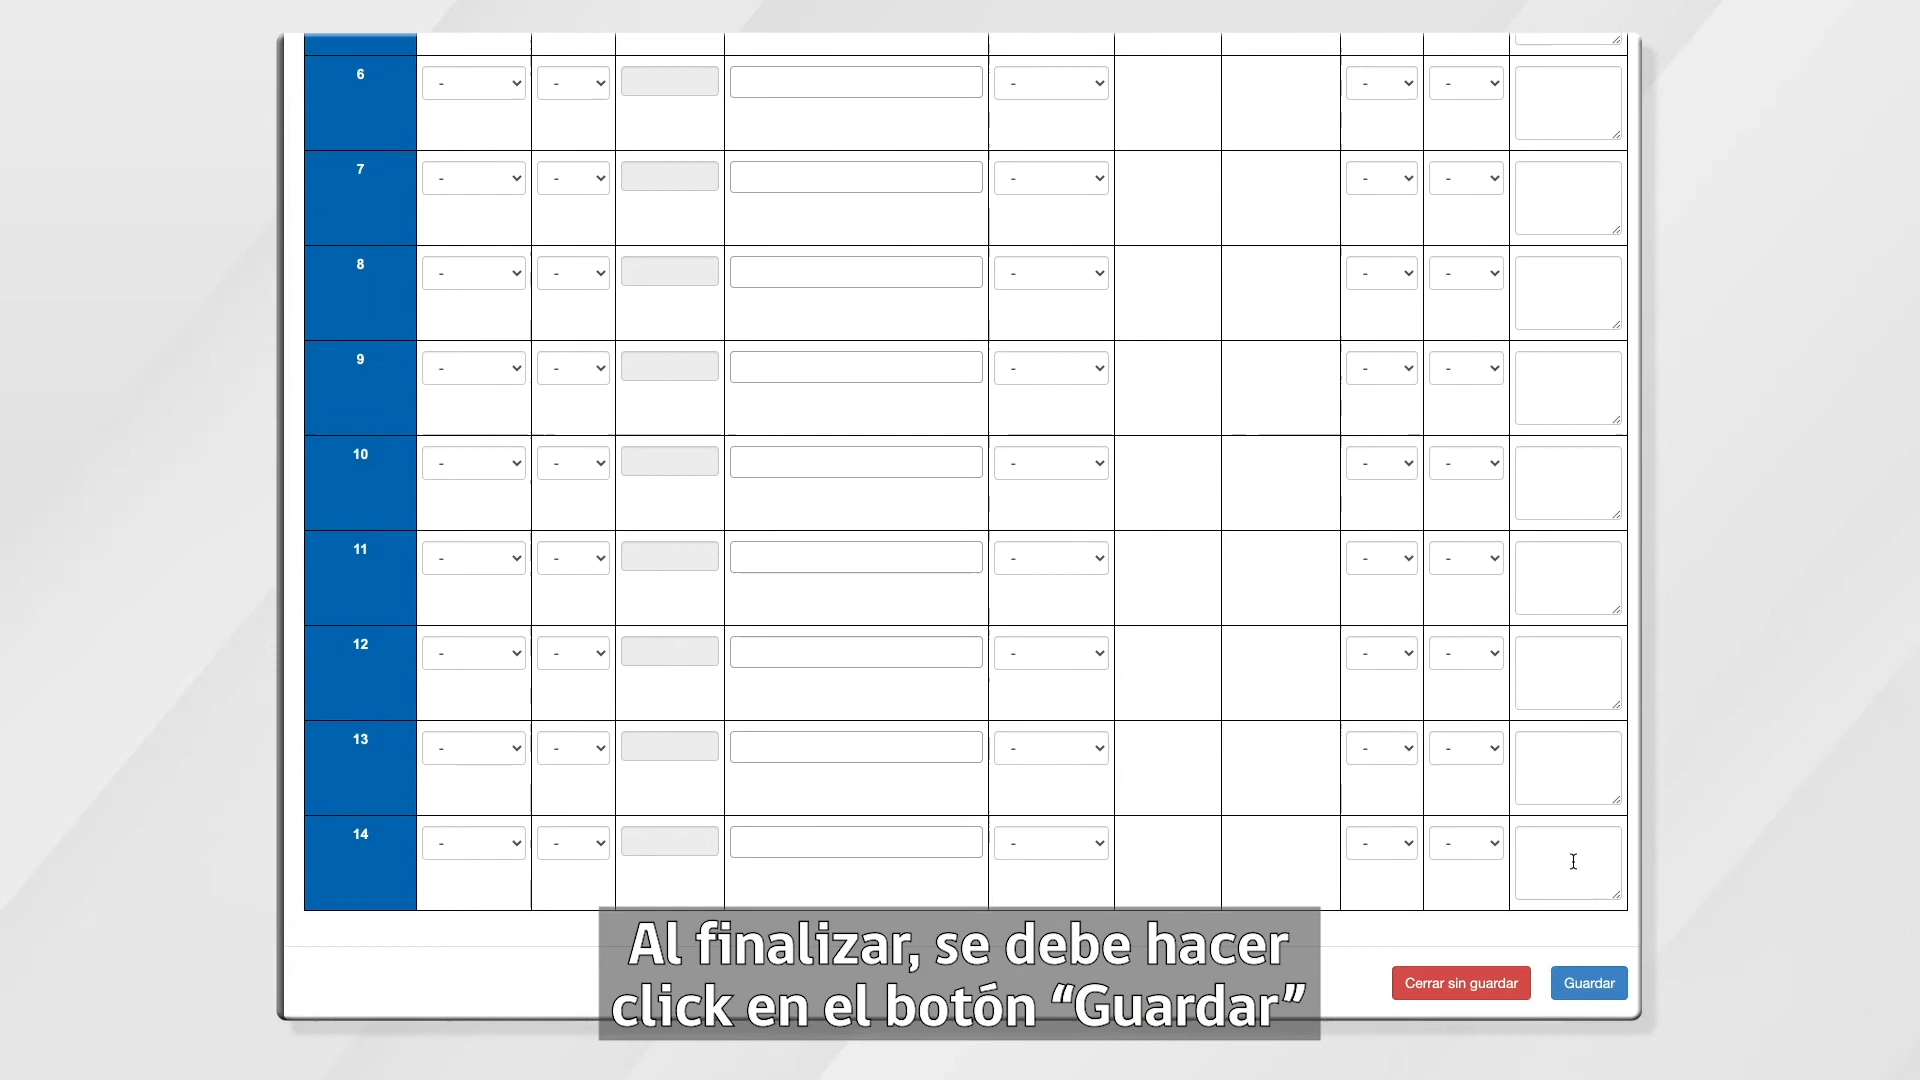 6 - - - - -
7 - - - - -
8 - - - - -
9 - - - - -
10 - - - - -
11 - - - - -
12 - - - - -
13 - - - - -
14 - - - - -
Cerrar sin guardar Guardar
Al finalizar, se debe hacer
click en el botón “Guardar”